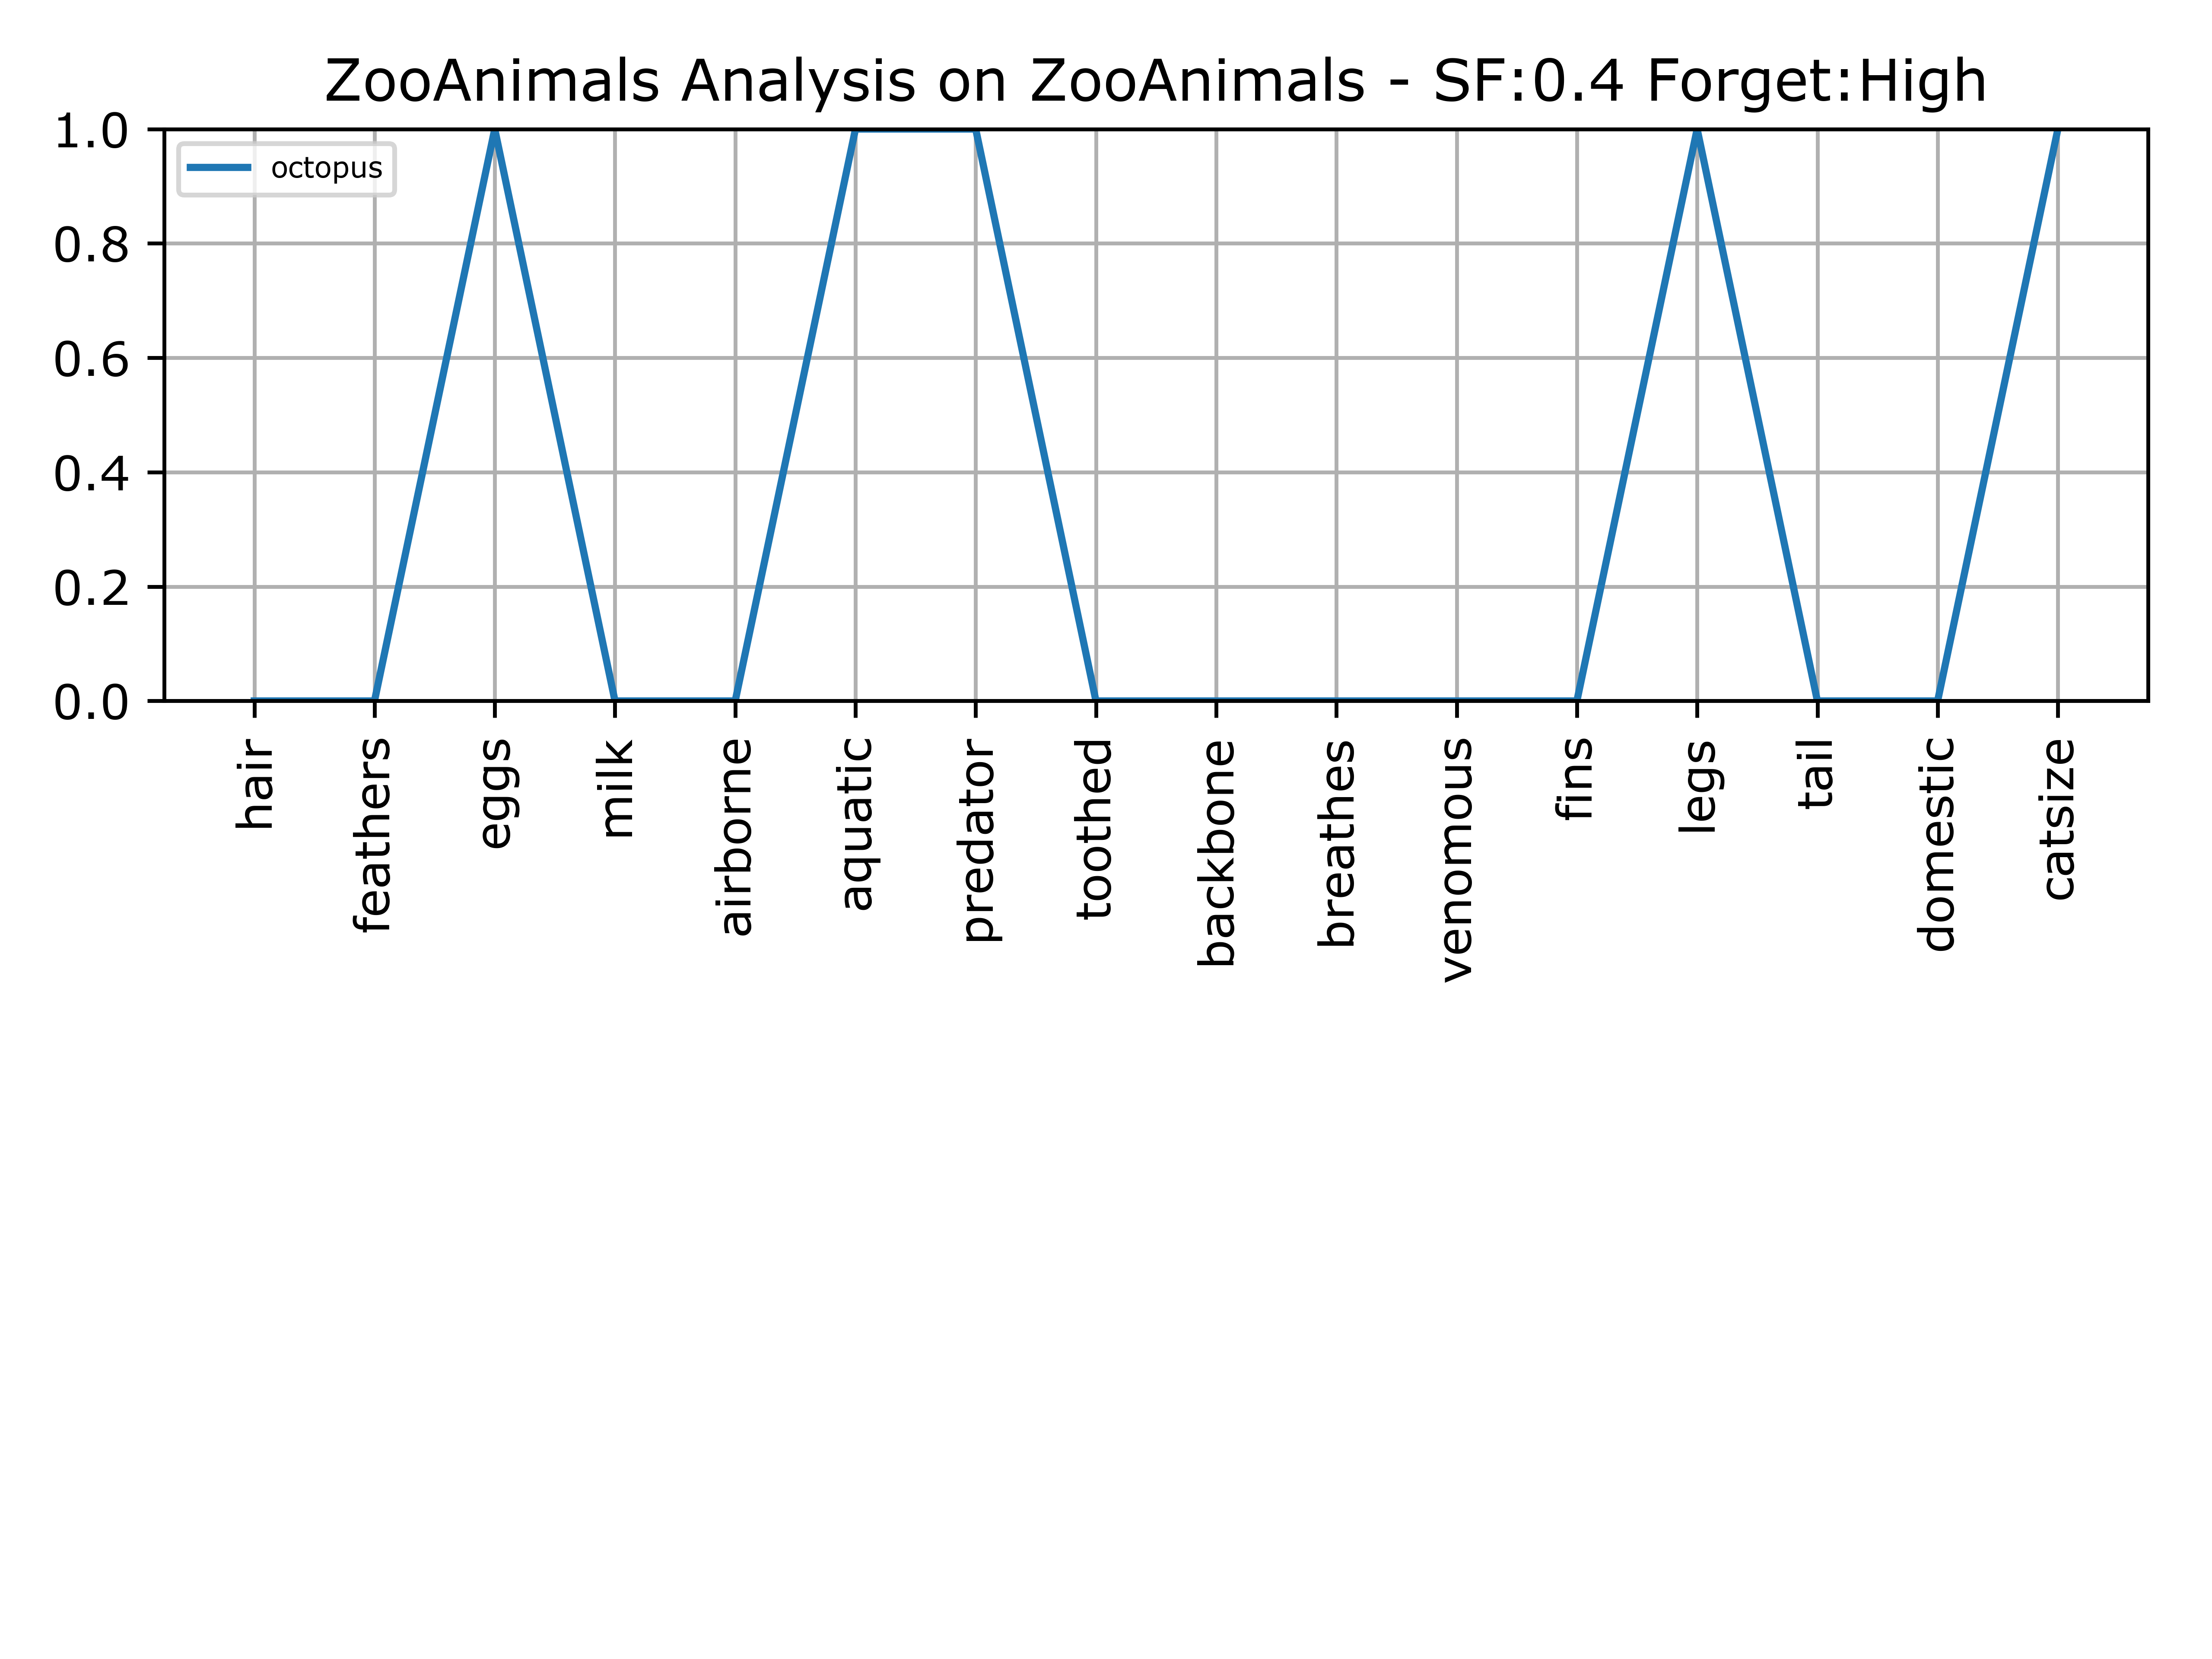 ZooAnimals Analysis on ZooAnimals - SF:0.4 Forget:High
1.0
octopus
0.8
0.6
0.4
0.2
0.0
hair
feathers
eggs
milk
airborne
aquatic
predator
toothed
backbone
breathes
venomous
fins
legs
tail
domestic
catsize